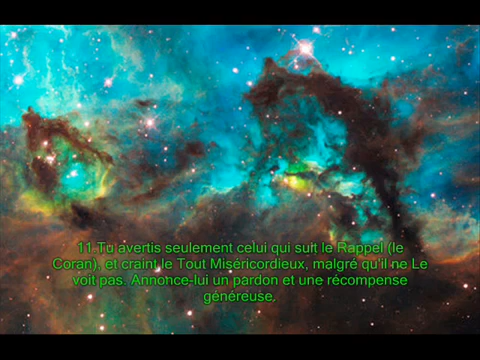 11.Tu avertis seulement celui qui suit le Rappel (le
Coran), et craint le Tout Miséricordieux, malgré qu'il ne Le
voit pas. Annonce-lui un pardon et une récompense
généreuse.